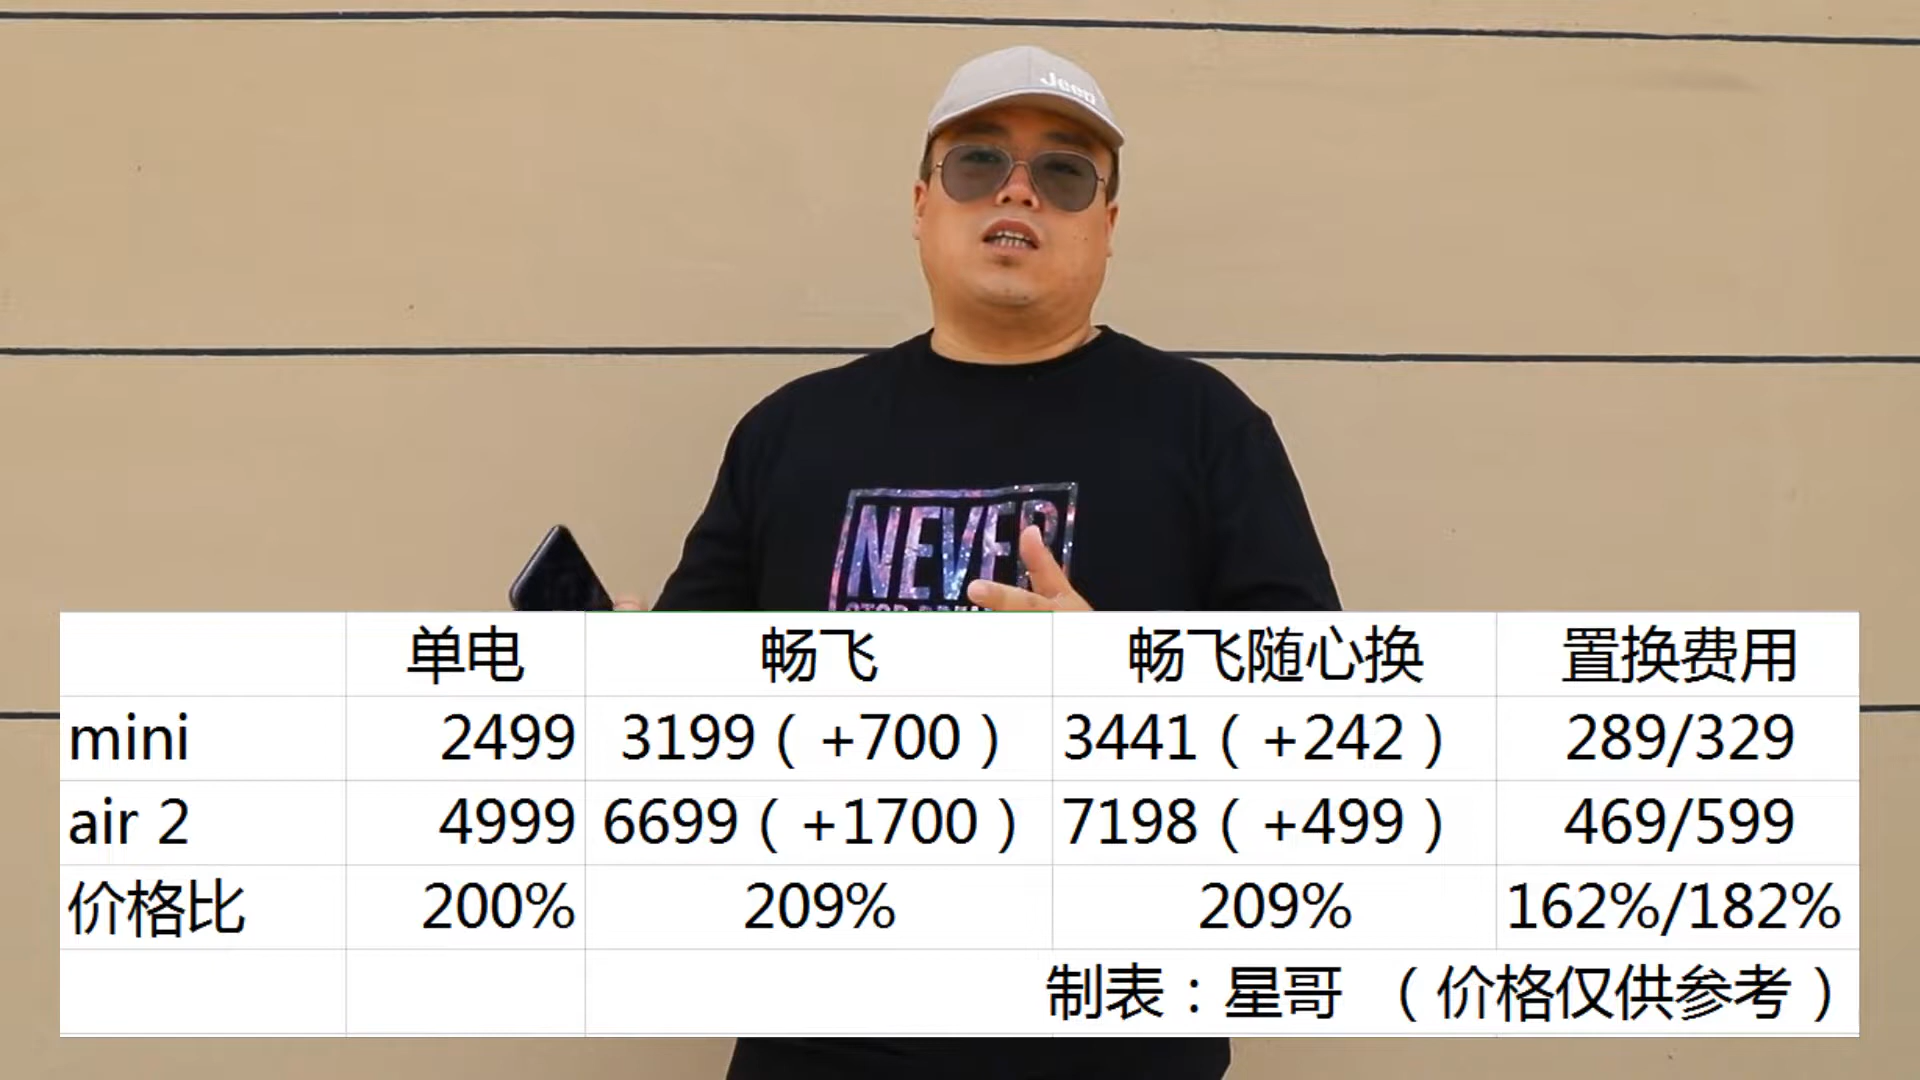 Jeep
NEVER
单电 畅飞 畅飞随心换 置换费用
mini 2499 3199（+700） 3441（+242） 289/329
air 2 4999 6699（+1700） 7198（+499） 469/599
价格比 200% 209% 209% 162%/182%
制表：星哥 （价格仅供参考）